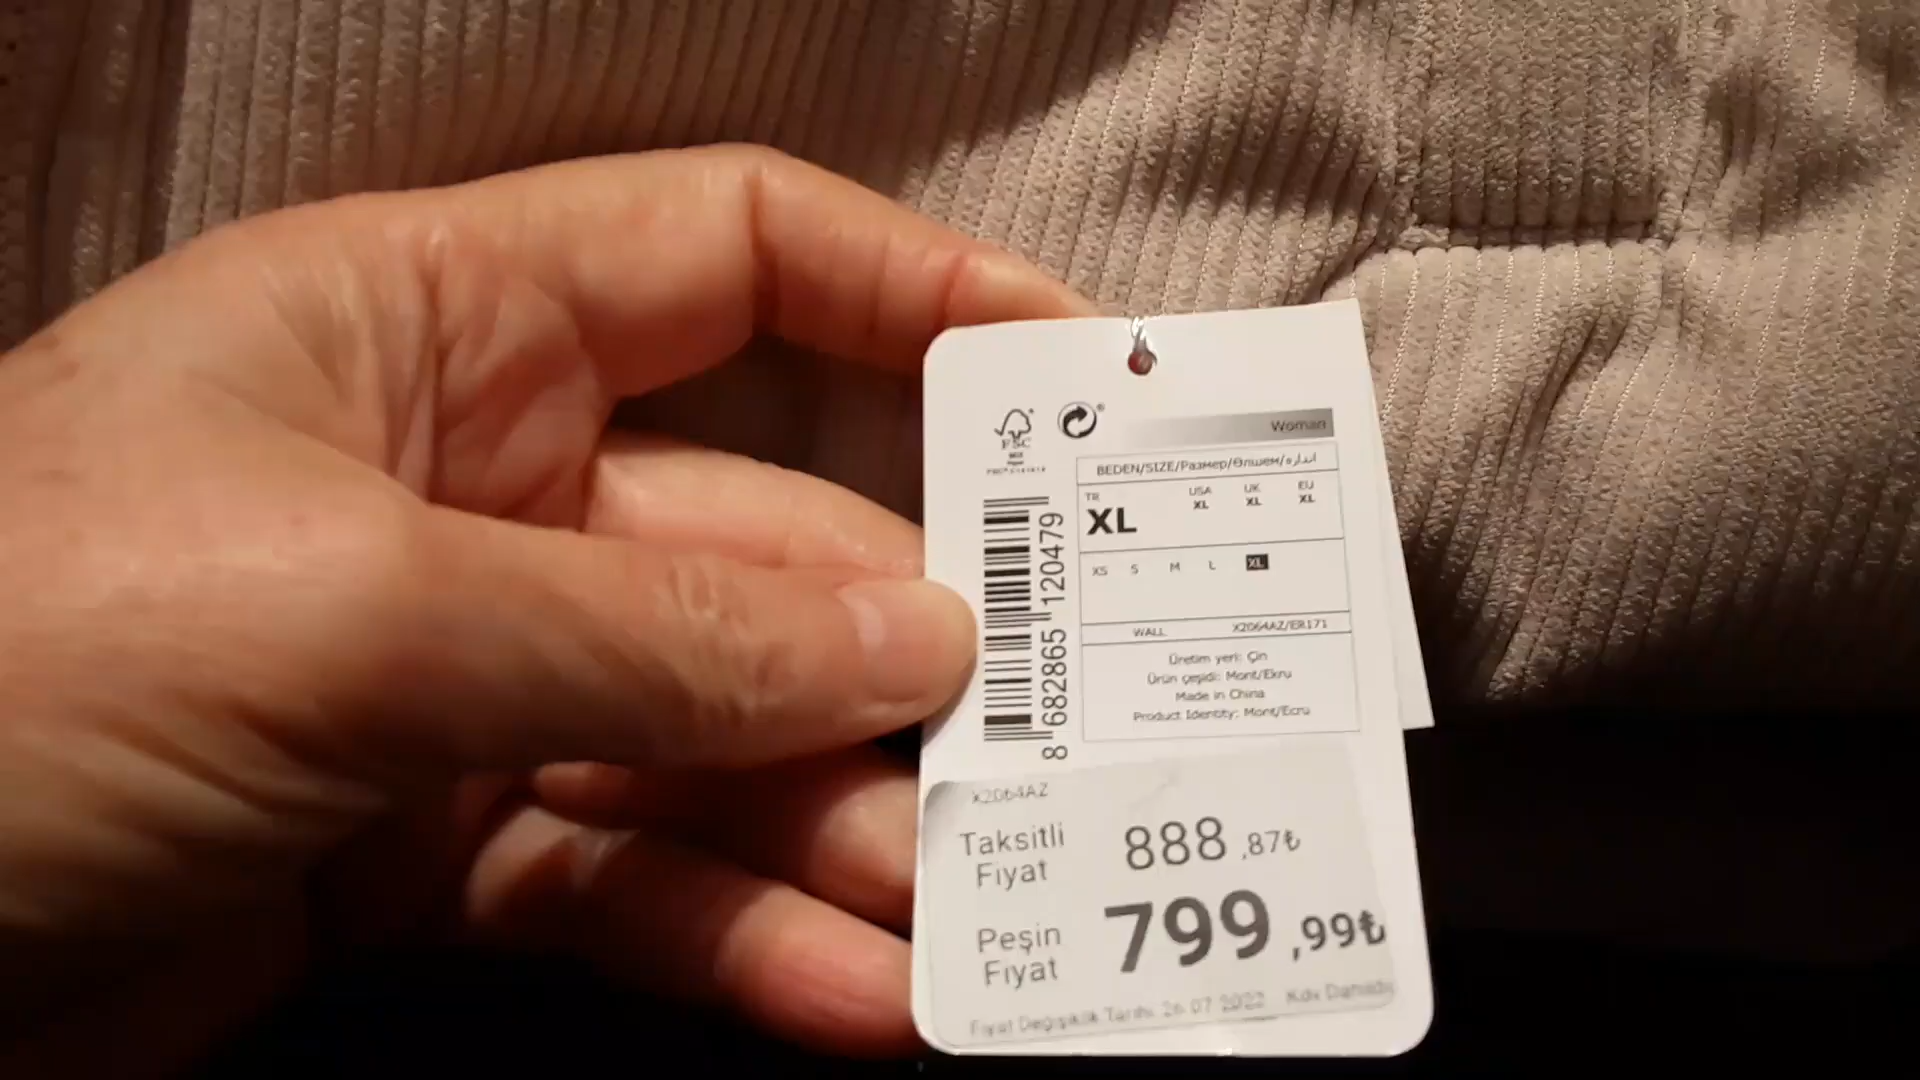 FSC
Woman
BEDEN/SIZE/Размер/Өлшем/اندازه
TR USA UK EU
XL XL XL XL
XS S M L XL
WALL X2064AZ/ER171
Üretim yeri: Çin
Ürün çeşidi: Mont/Ekru
Made in China
Product Identity: Mont/Ecru
8 682865 120479
X2064AZ
Taksitli Fiyat 888,87₺
Peşin Fiyat 799,99₺
Fiyat Değişiklik Tarihi: 26.07.2022 Kdv Dahildir